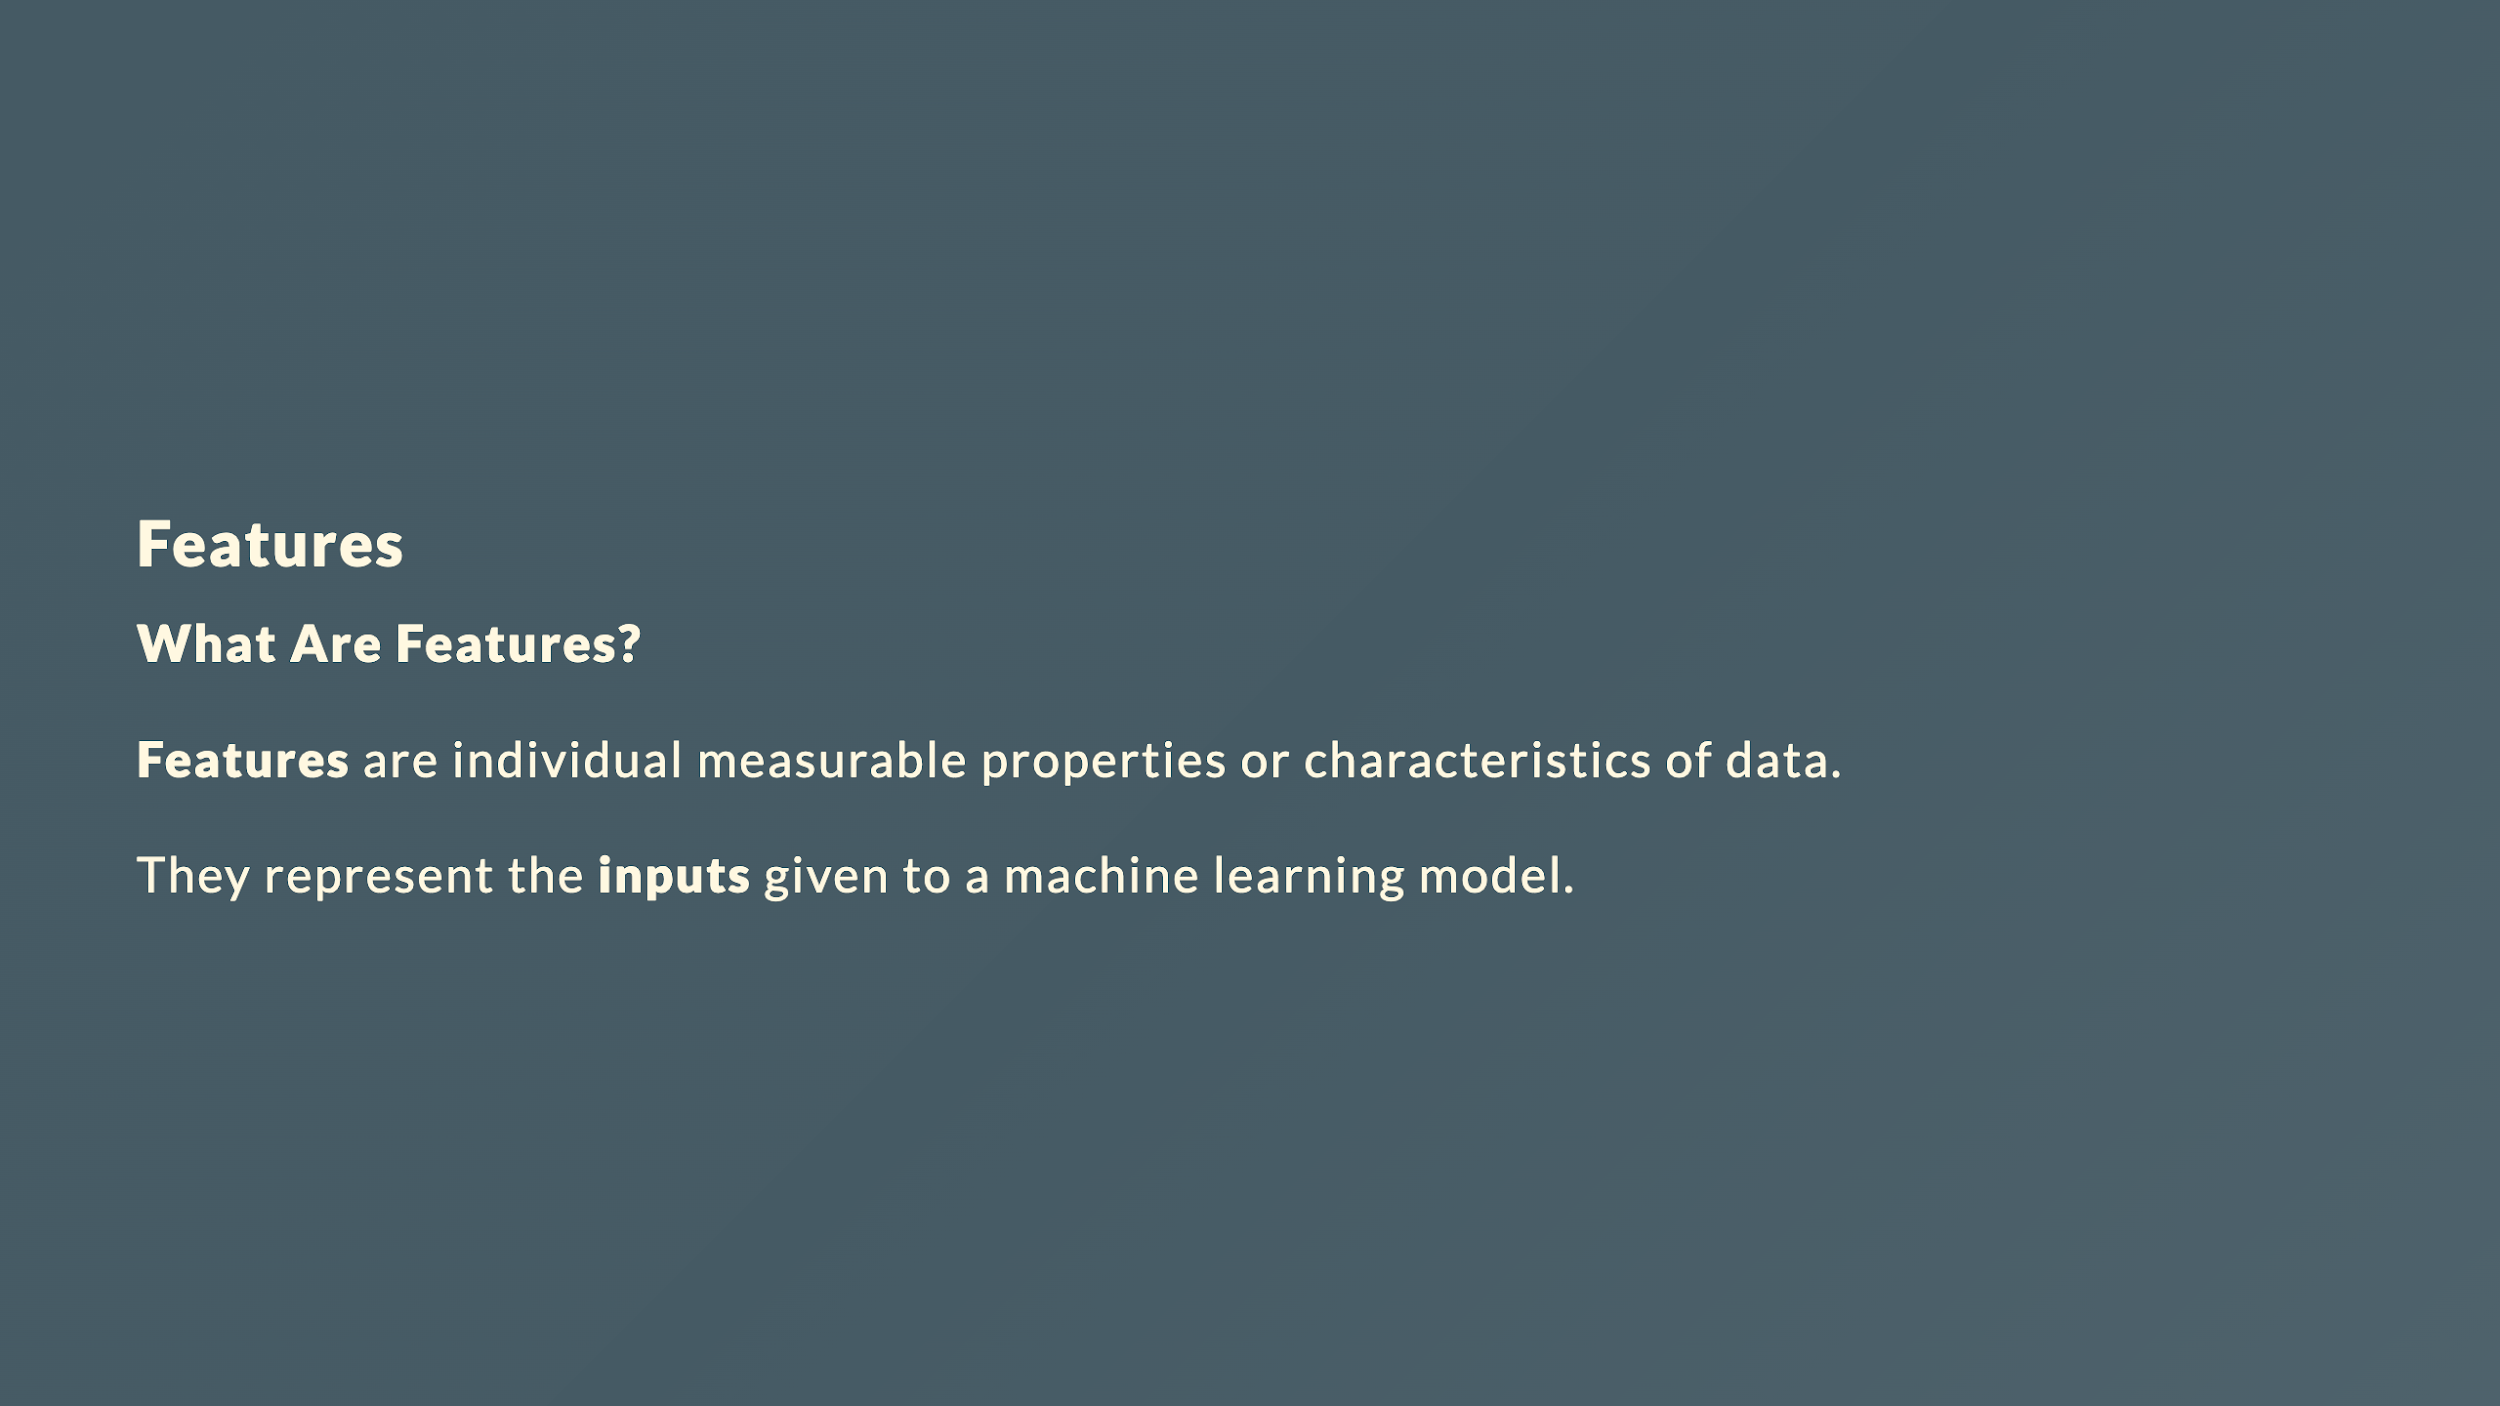 Features
What Are Features?
Features are individual measurable properties or characteristics of data.
They represent the inputs given to a machine learning model.